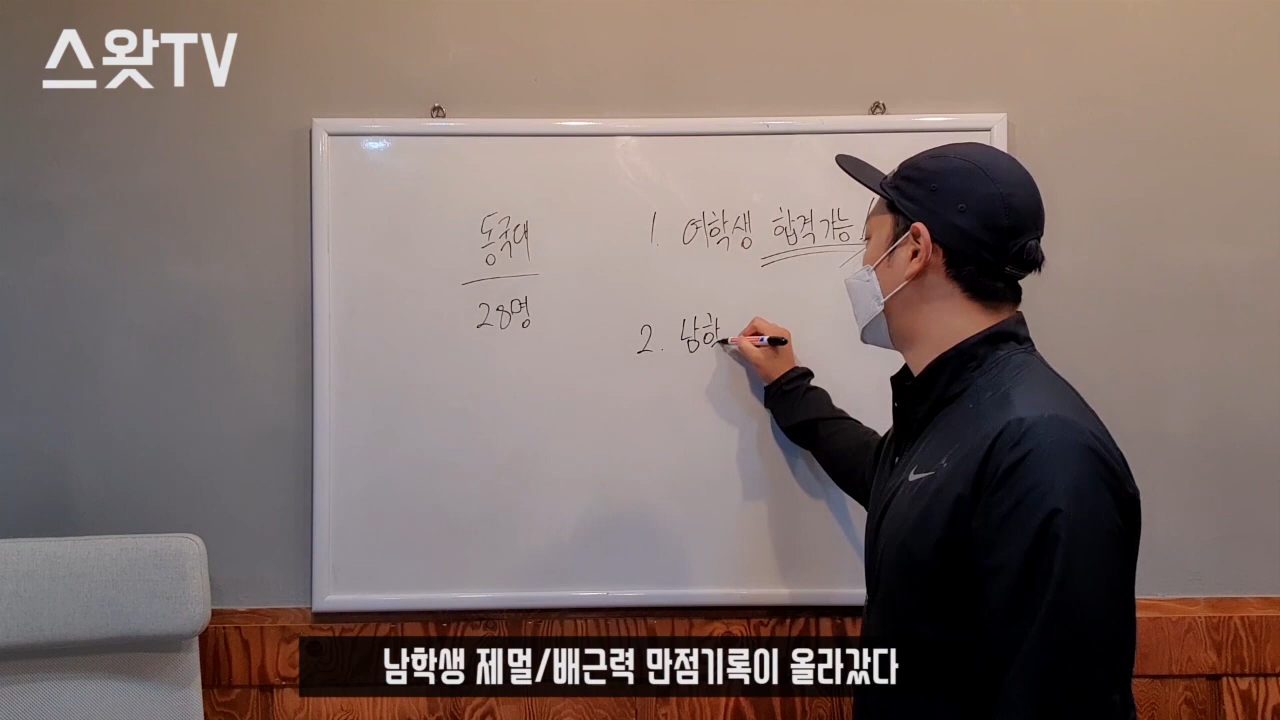 스왓TV
동국대
28명
1. 여학생 합격가능!
2. 남학
남학생 제멀/배근력 만점기록이 올라갔다